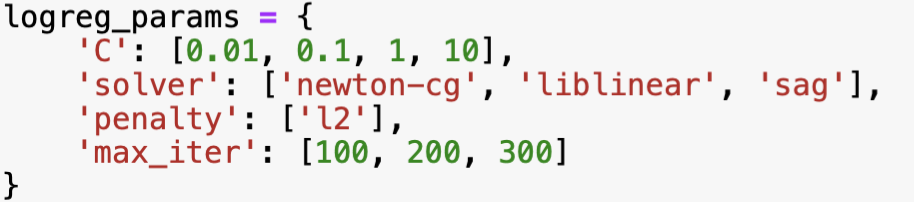 logreg_params = {
    'C': [0.01, 0.1, 1, 10],
    'solver': ['newton-cg', 'liblinear', 'sag'],
    'penalty': ['l2'],
    'max_iter': [100, 200, 300]
}